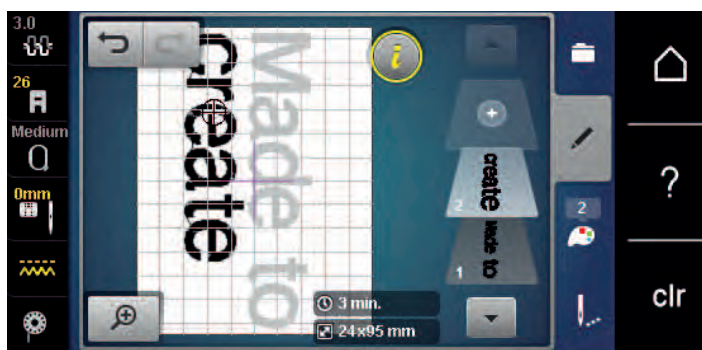 3.0
26
Medium
0mm
Made to
create
i
2
create
1
Made to
3 min.
24x95 mm
2
?
clr